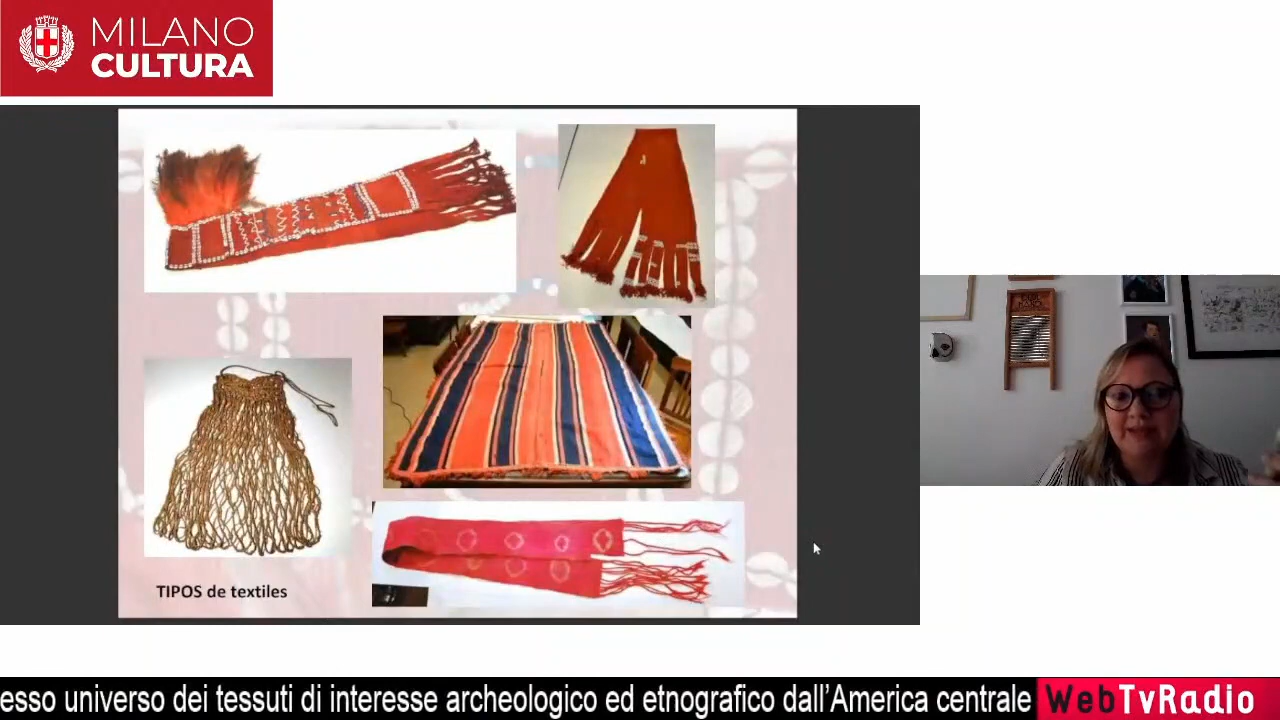 MILANO
CULTURA
TIPOS de textiles
esso universo dei tessuti di interesse archeologico ed etnografico dall'America centrale
WebTvRadio